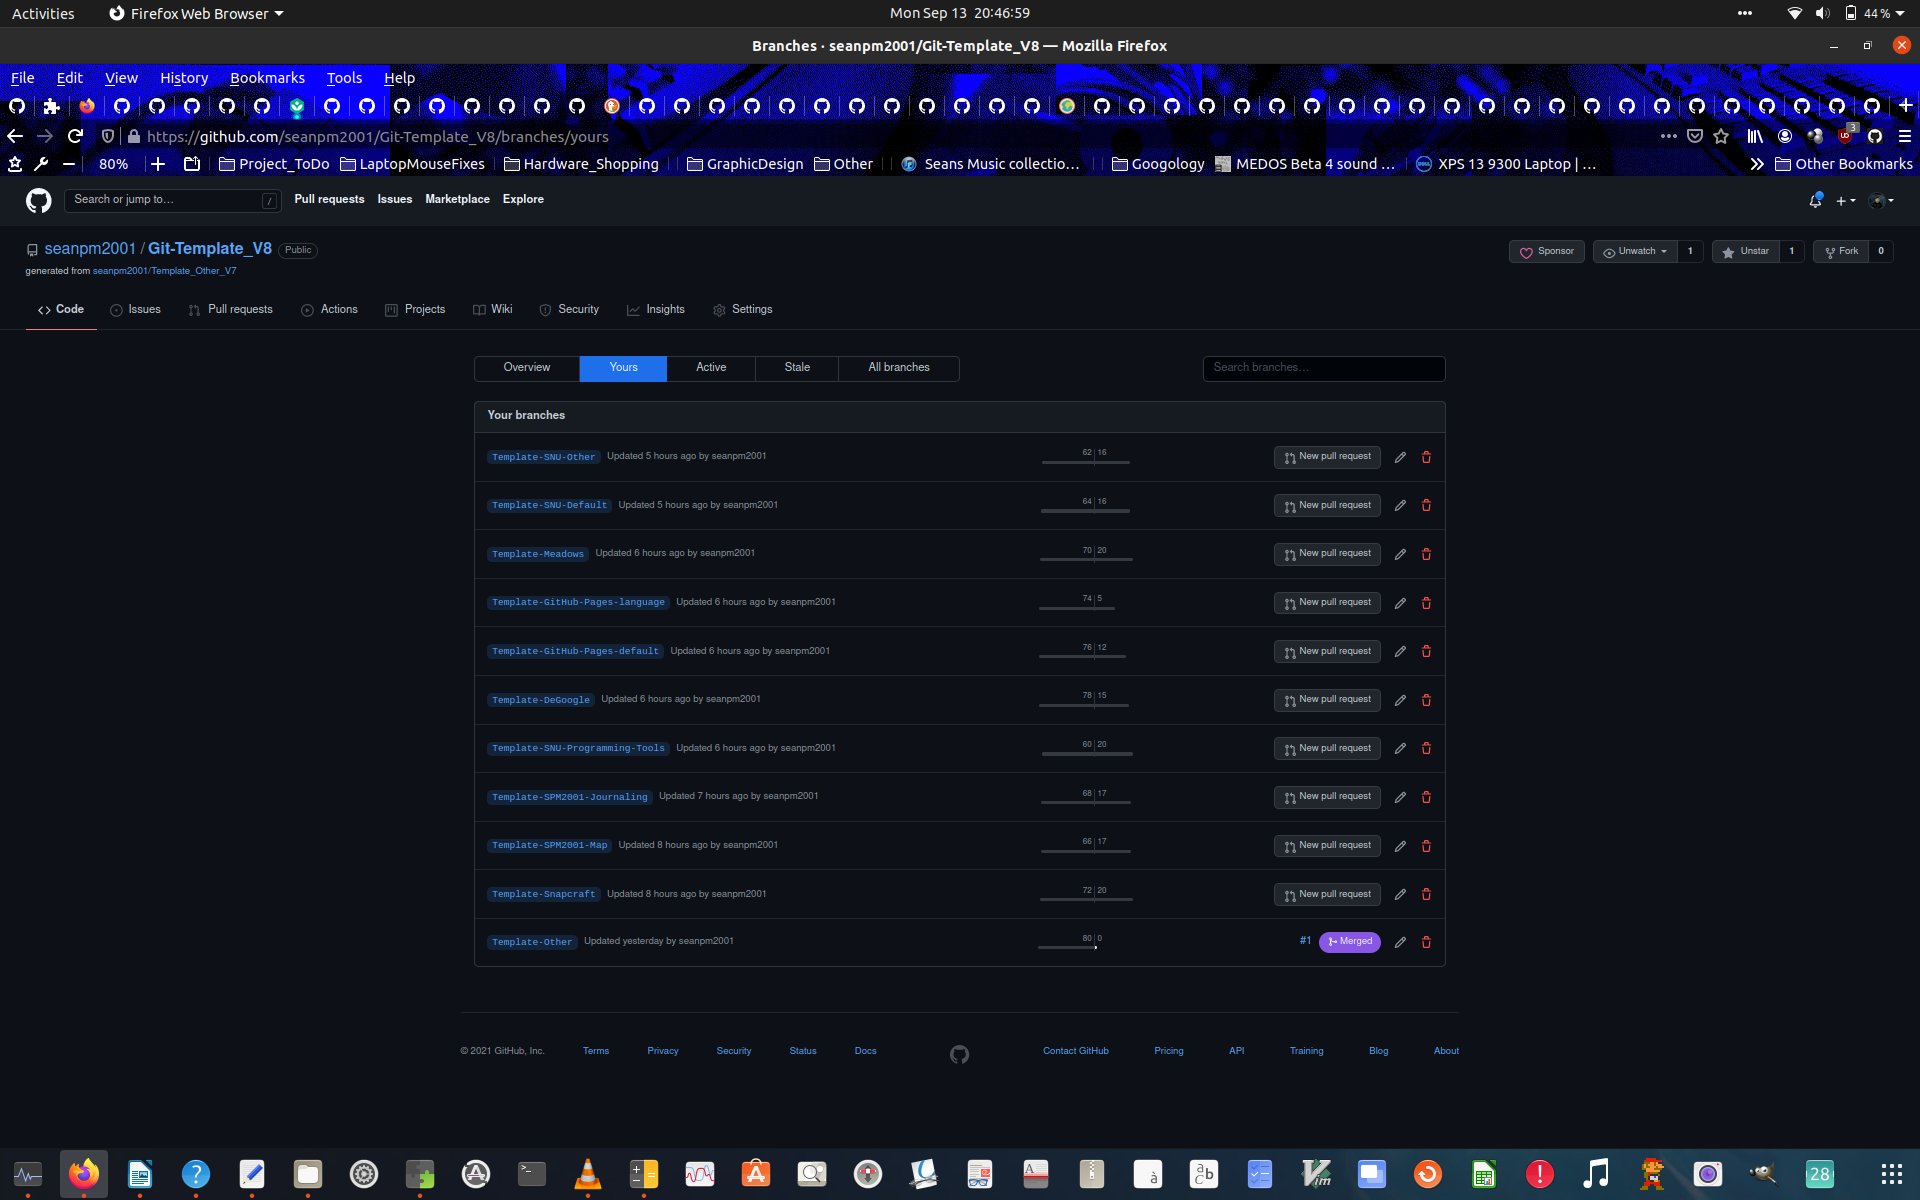 Activities Firefox Web Browser Mon Sep 13 20:46:59 44 %
Branches · seanpm2001/Git-Template_V8 — Mozilla Firefox
File Edit View History Bookmarks Tools Help
https://github.com/seanpm2001/Git-Template_V8/branches/yours 3
80% Project_ToDo LaptopMouseFixes Hardware_Shopping GraphicDesign Other Seans Music collectio... Googology MEDOS Beta 4 sound ... XPS 13 9300 Laptop | ... Other Bookmarks
Search or jump to... / Pull requests Issues Marketplace Explore
seanpm2001 / Git-Template_V8 Public Sponsor Unwatch 1 Unstar 1 Fork 0
generated from seanpm2001/Template_Other_V7
Code Issues Pull requests Actions Projects Wiki Security Insights Settings
Overview Yours Active Stale All branches Search branches...
Your branches
Template-SNU-Other Updated 5 hours ago by seanpm2001 62 16 New pull request
Template-SNU-Default Updated 5 hours ago by seanpm2001 64 16 New pull request
Template-Meadows Updated 6 hours ago by seanpm2001 70 20 New pull request
Template-GitHub-Pages-language Updated 6 hours ago by seanpm2001 74 5 New pull request
Template-GitHub-Pages-default Updated 6 hours ago by seanpm2001 76 12 New pull request
Template-DeGoogle Updated 6 hours ago by seanpm2001 78 15 New pull request
Template-SNU-Programming-Tools Updated 6 hours ago by seanpm2001 60 20 New pull request
Template-SPM2001-Journaling Updated 7 hours ago by seanpm2001 68 17 New pull request
Template-SPM2001-Map Updated 8 hours ago by seanpm2001 66 17 New pull request
Template-Snapcraft Updated 8 hours ago by seanpm2001 72 20 New pull request
Template-Other Updated yesterday by seanpm2001 80 0 #1 Merged
© 2021 GitHub, Inc. Terms Privacy Security Status Docs Contact GitHub Pricing API Training Blog About
28